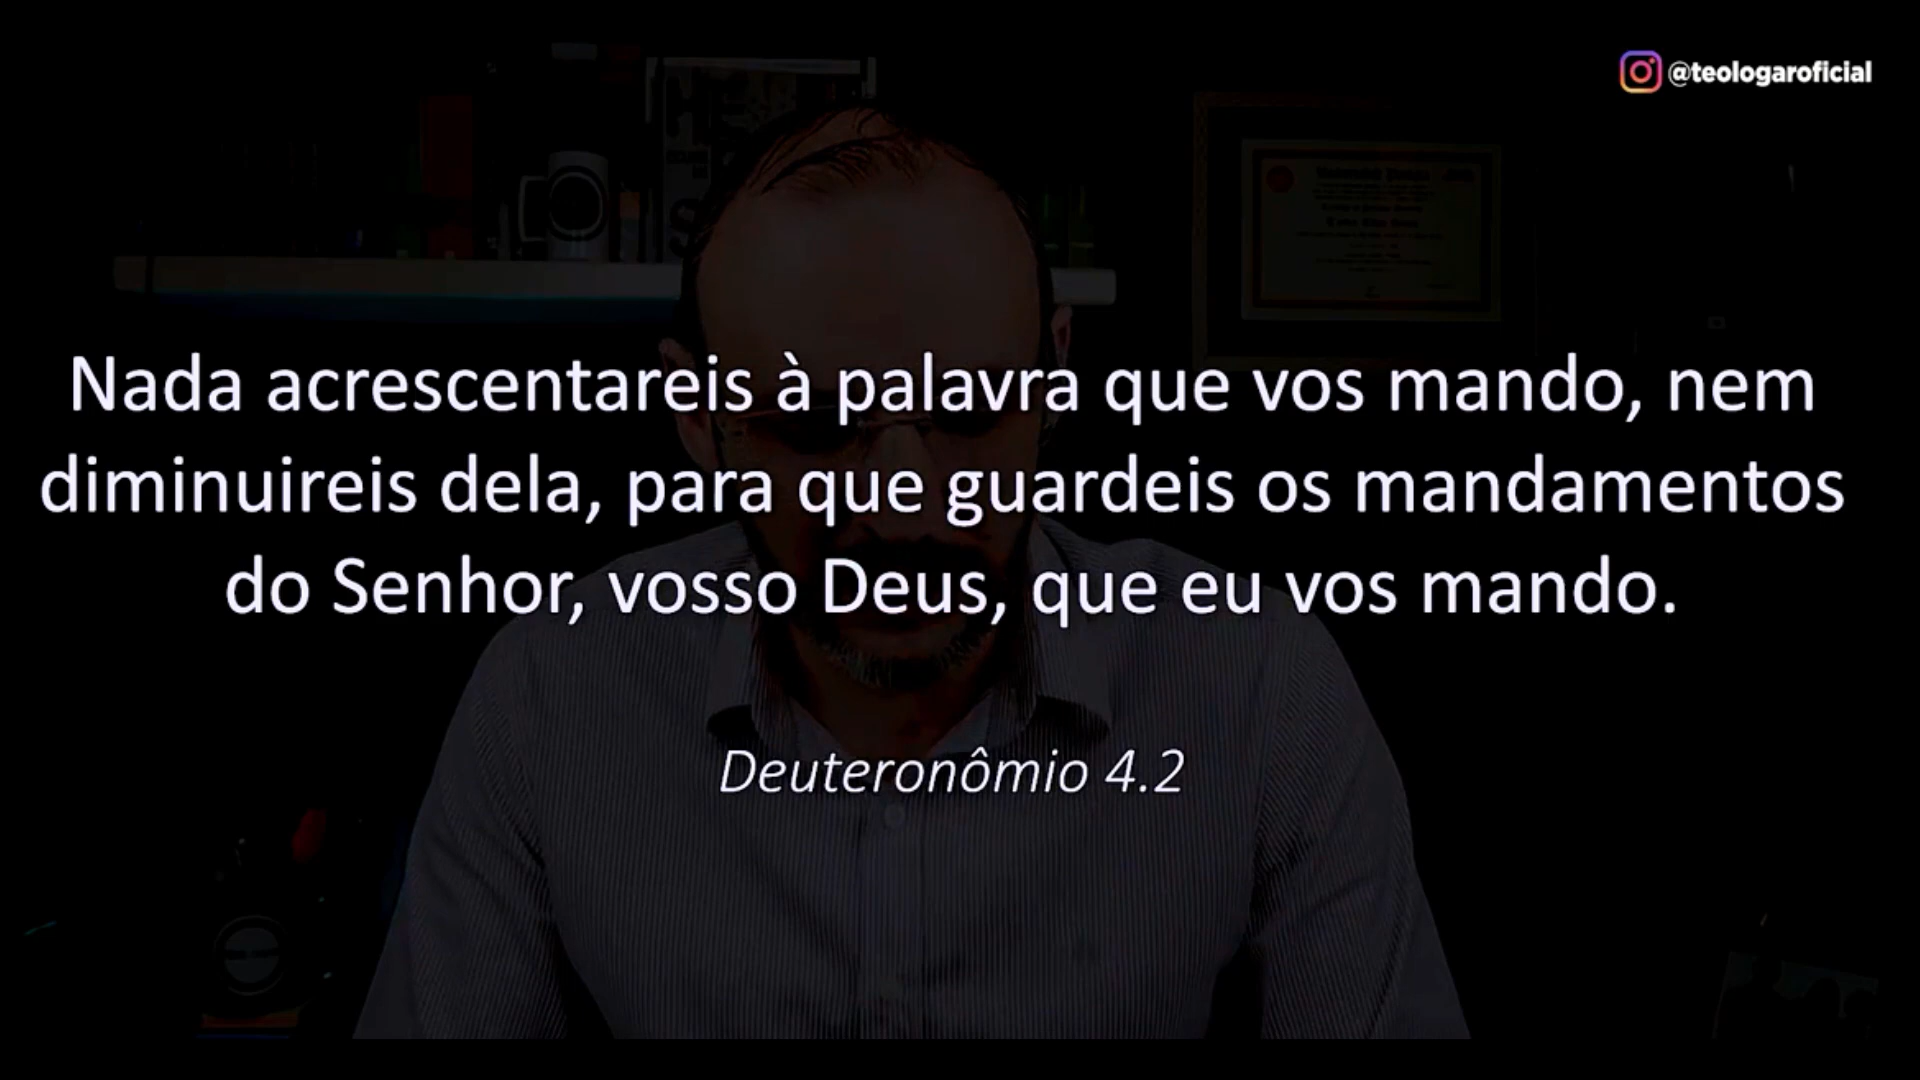 @teologaroficial
Nada acrescentareis à palavra que vos mando, nem
diminuireis dela, para que guardeis os mandamentos
do Senhor, vosso Deus, que eu vos mando.
Deuteronômio 4.2